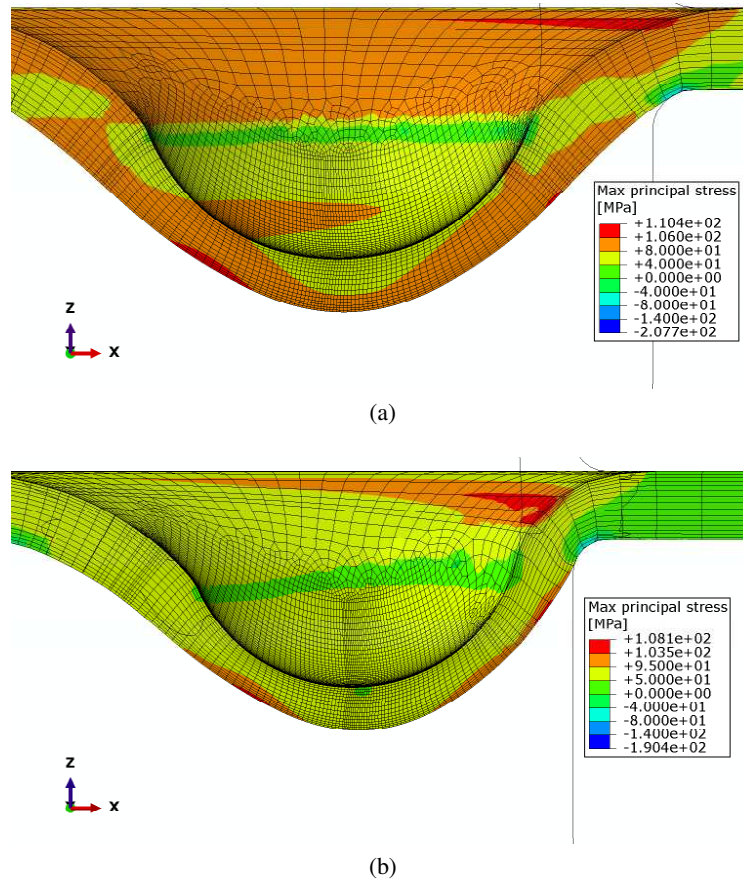 Max principal stress
[MPa]
+1.104e+02
+1.060e+02
+8.000e+01
+4.000e+01
+0.000e+00
-4.000e+01
-8.000e+01
-1.400e+02
-2.077e+02
z
x
(a)
Max principal stress
[MPa]
+1.081e+02
+1.035e+02
+9.500e+01
+5.000e+01
+0.000e+00
-4.000e+01
-8.000e+01
-1.400e+02
-1.904e+02
z
x
(b)